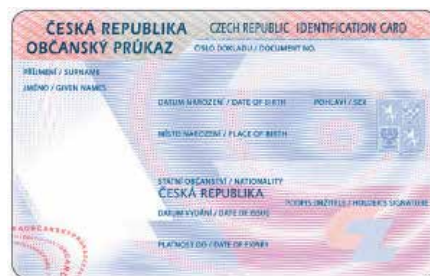 ČESKÁ REPUBLIKA CZECH REPUBLIC IDENTIFICATION CARD
OBČANSKÝ PRŮKAZ ČÍSLO DOKLADU / DOCUMENT NO.
PŘÍJMENÍ / SURNAME
JMÉNO / GIVEN NAMES
DATUM NAROZENÍ / DATE OF BIRTH POHLAVÍ / SEX
MÍSTO NAROZENÍ / PLACE OF BIRTH
STÁTNÍ OBČANSTVÍ / NATIONALITY
ČESKÁ REPUBLIKA
PODPIS DRŽITELE / HOLDER'S SIGNATURE
DATUM VYDÁNÍ / DATE OF ISSUE
PLATNOST DO / DATE OF EXPIRY
CZ